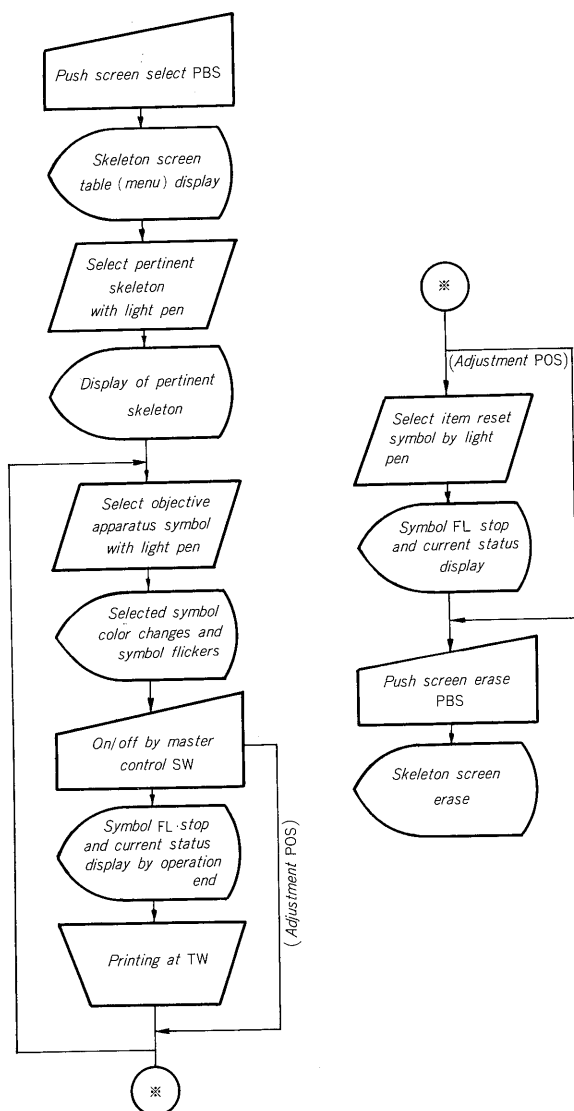 Push screen select PBS
Skeleton screen
table (menu) display
Select pertinent
skeleton
with light pen
Display of pertinent
skeleton
Select objective
apparatus symbol
with light pen
Selected symbol
color changes and
symbol flickers
On/off by master
control SW
(Adjustment POS)
Symbol FL·stop
and current status
display by operation
end
Printing at TW
※
※
(Adjustment POS)
Select item reset
symbol by light
pen
Symbol FL stop
and current status
display
Push screen erase
PBS
Skeleton screen
erase